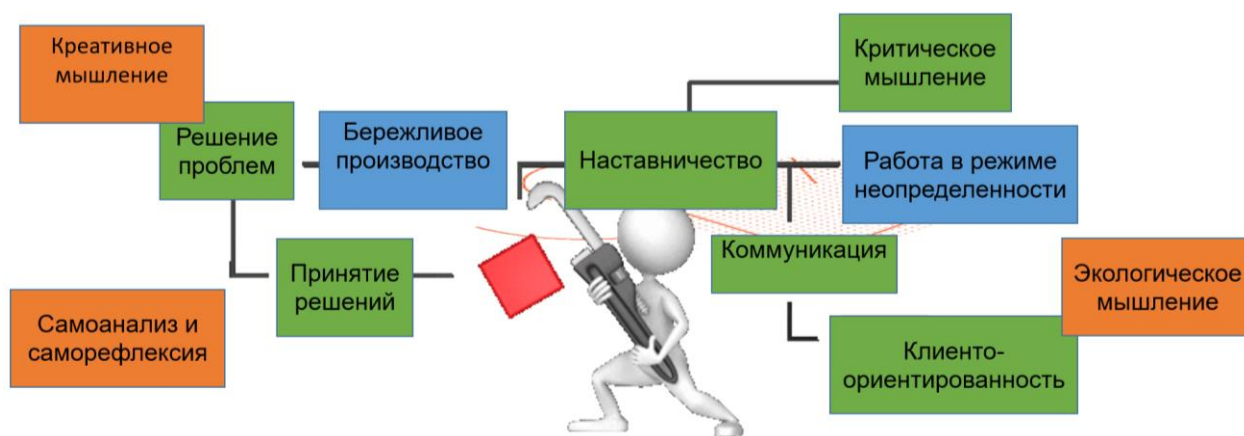 Креативное
мышление
Решение
проблем
Бережливое
производство
Наставничество
Критическое
мышление
Работа в режиме
неопределенности
Принятие
решений
Коммуникация
Экологическое
мышление
Самоанализ и
саморефлексия
Клиенто-
ориентированность